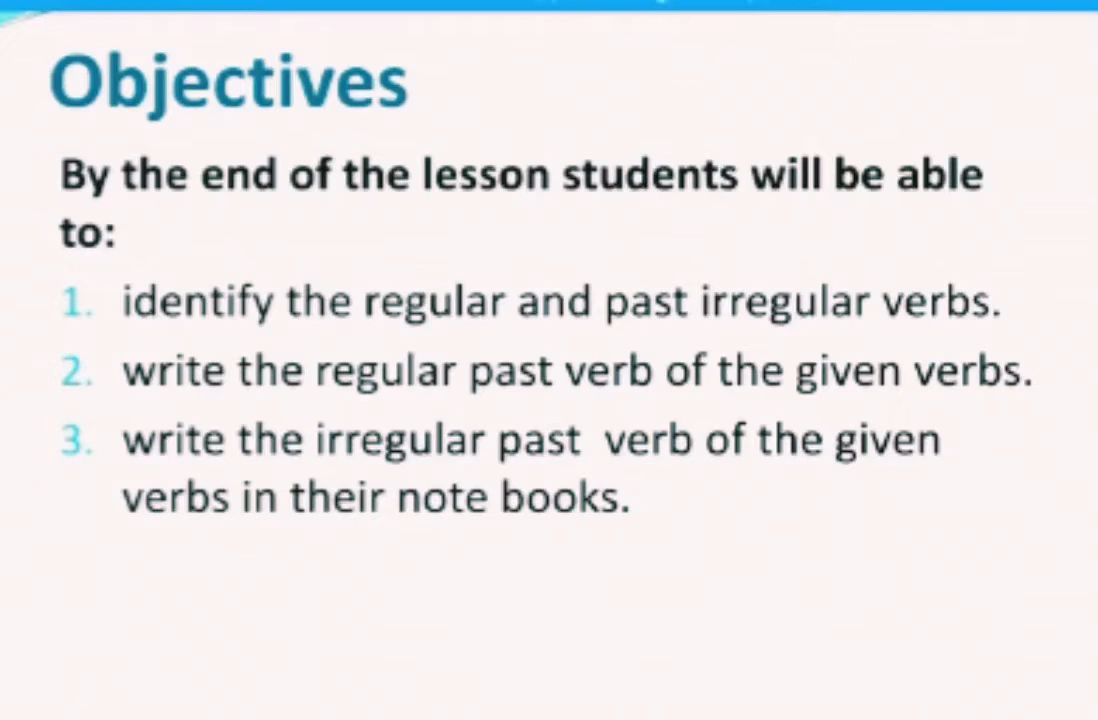 Objectives
By the end of the lesson students will be able
to:
1. identify the regular and past irregular verbs.
2. write the regular past verb of the given verbs.
3. write the irregular past verb of the given
verbs in their note books.